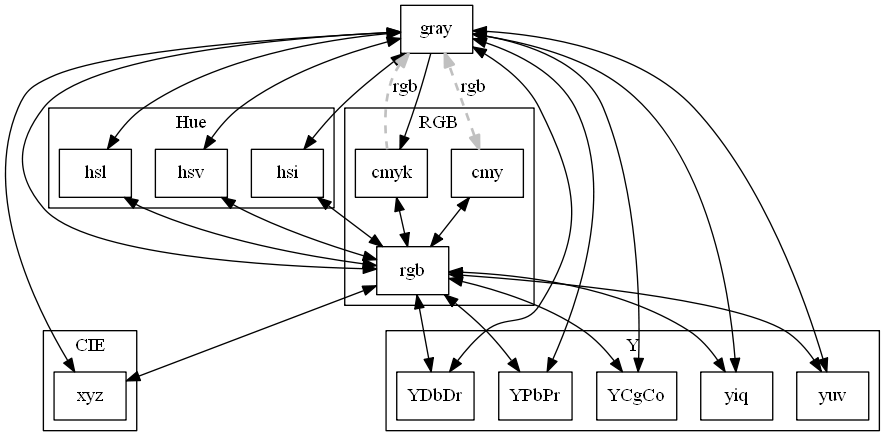 gray
rgb
rgb
Hue
RGB
hsl
hsv
hsi
cmyk
cmy
rgb
CIE
Y
xyz
YDbDr
YPbPr
YCgCo
yiq
yuv